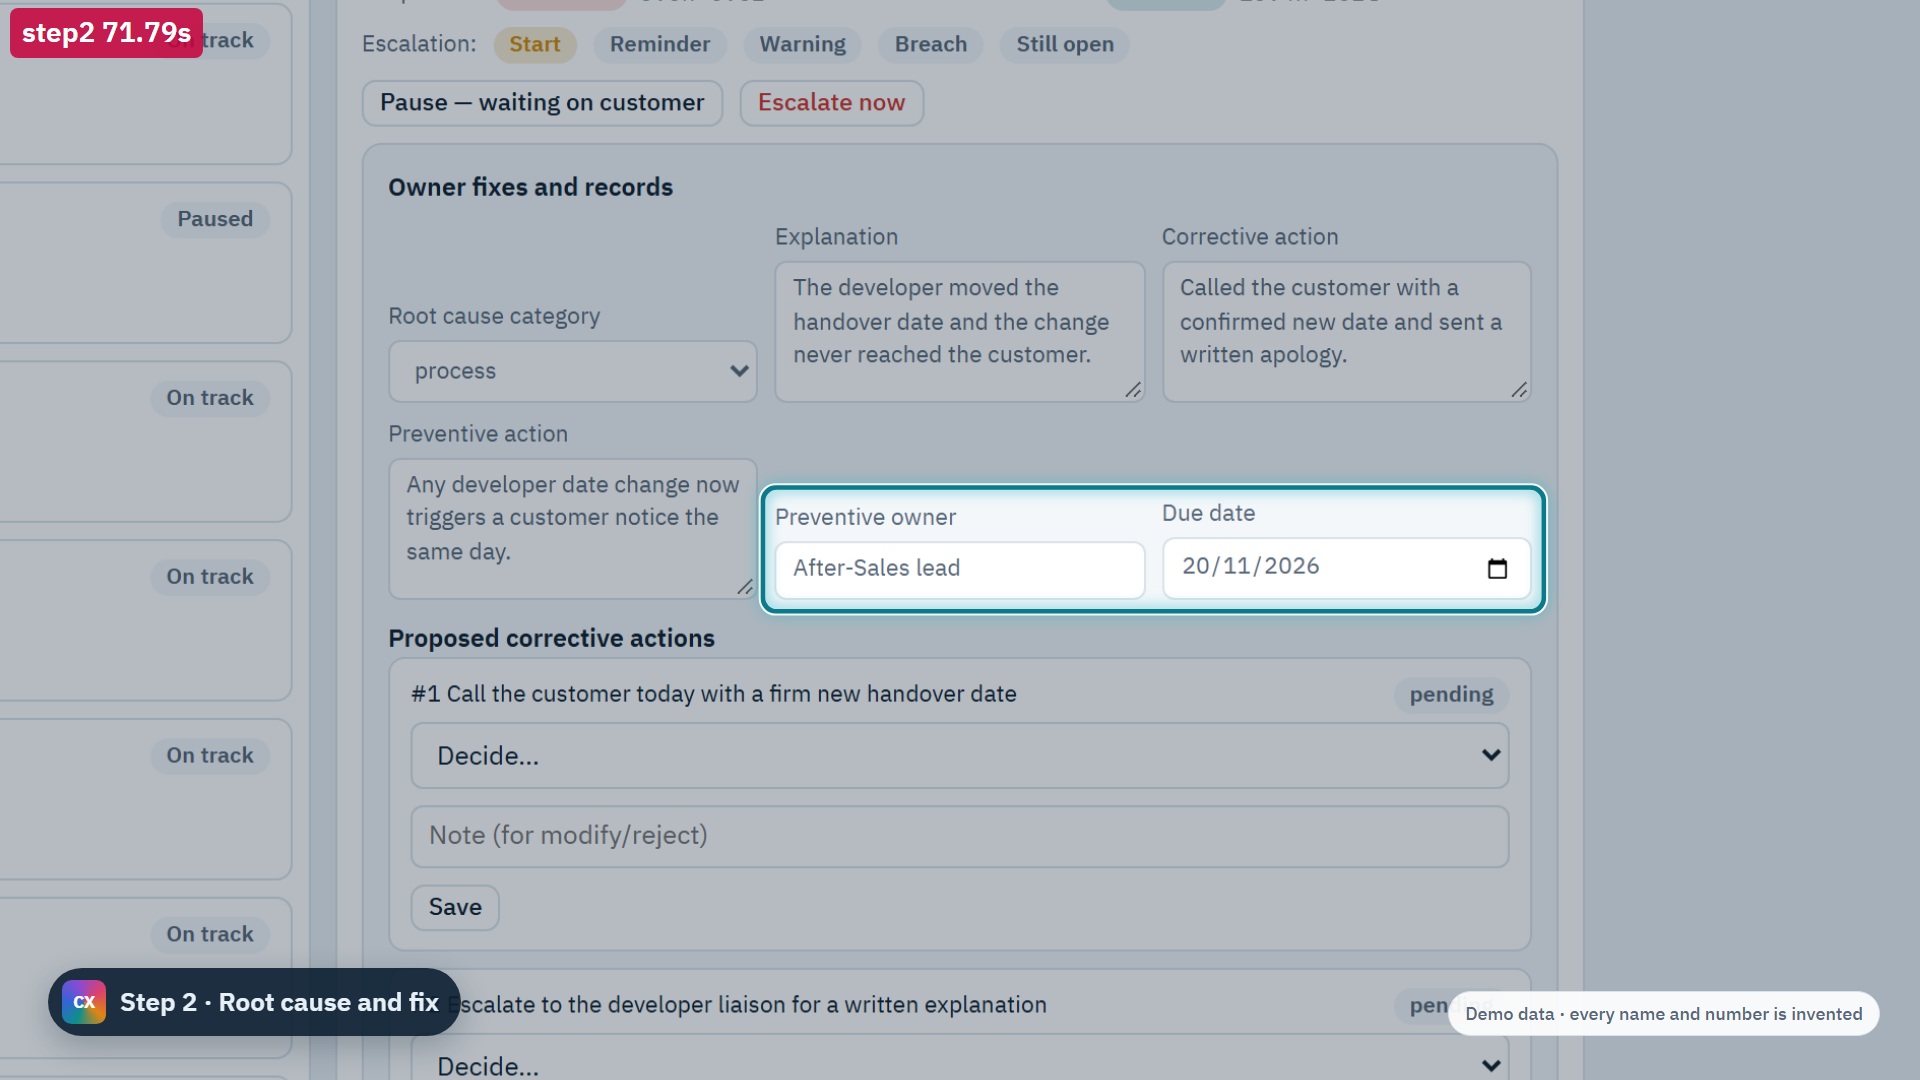 step2 71.79s
On track
Escalation:
Start
Reminder
Warning
Breach
Still open
Pause — waiting on customer
Escalate now
Owner fixes and records
Paused
Explanation
Corrective action
The developer moved the
handover date and the change
never reached the customer.
Called the customer with a
confirmed new date and sent a
written apology.
Root cause category
process
On track
Preventive action
Any developer date change now
triggers a customer notice the
same day.
Preventive owner
After-Sales lead
Due date
20/11/2026
On track
Proposed corrective actions
#1 Call the customer today with a firm new handover date
pending
Decide...
On track
Note (for modify/reject)
Save
On track
CX
Step 2 · Root cause and fix
Escalate to the developer liaison for a written explanation
Demo data · every name and number is invented
Decide...